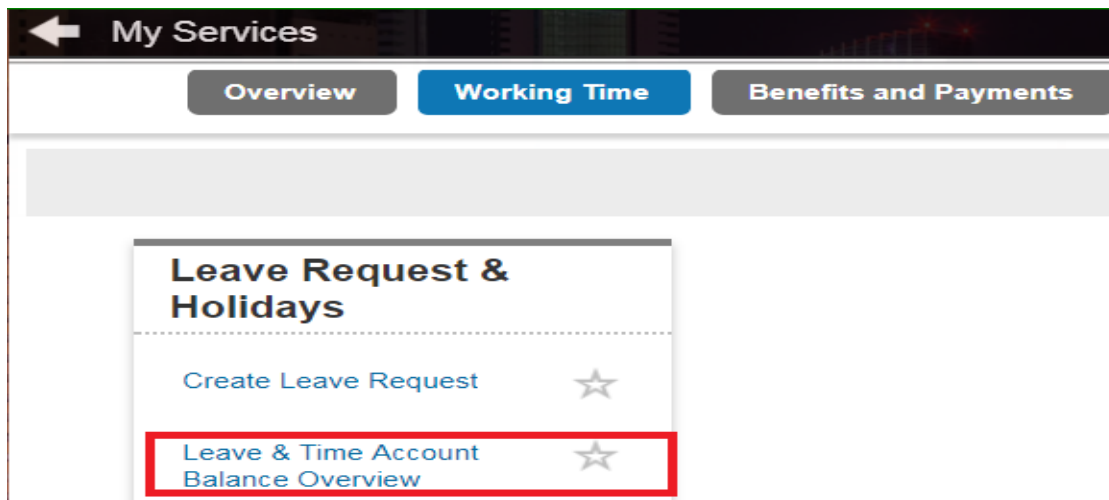 My Services
Overview Working Time Benefits and Payments
Leave Request &
Holidays
Create Leave Request
Leave & Time Account
Balance Overview